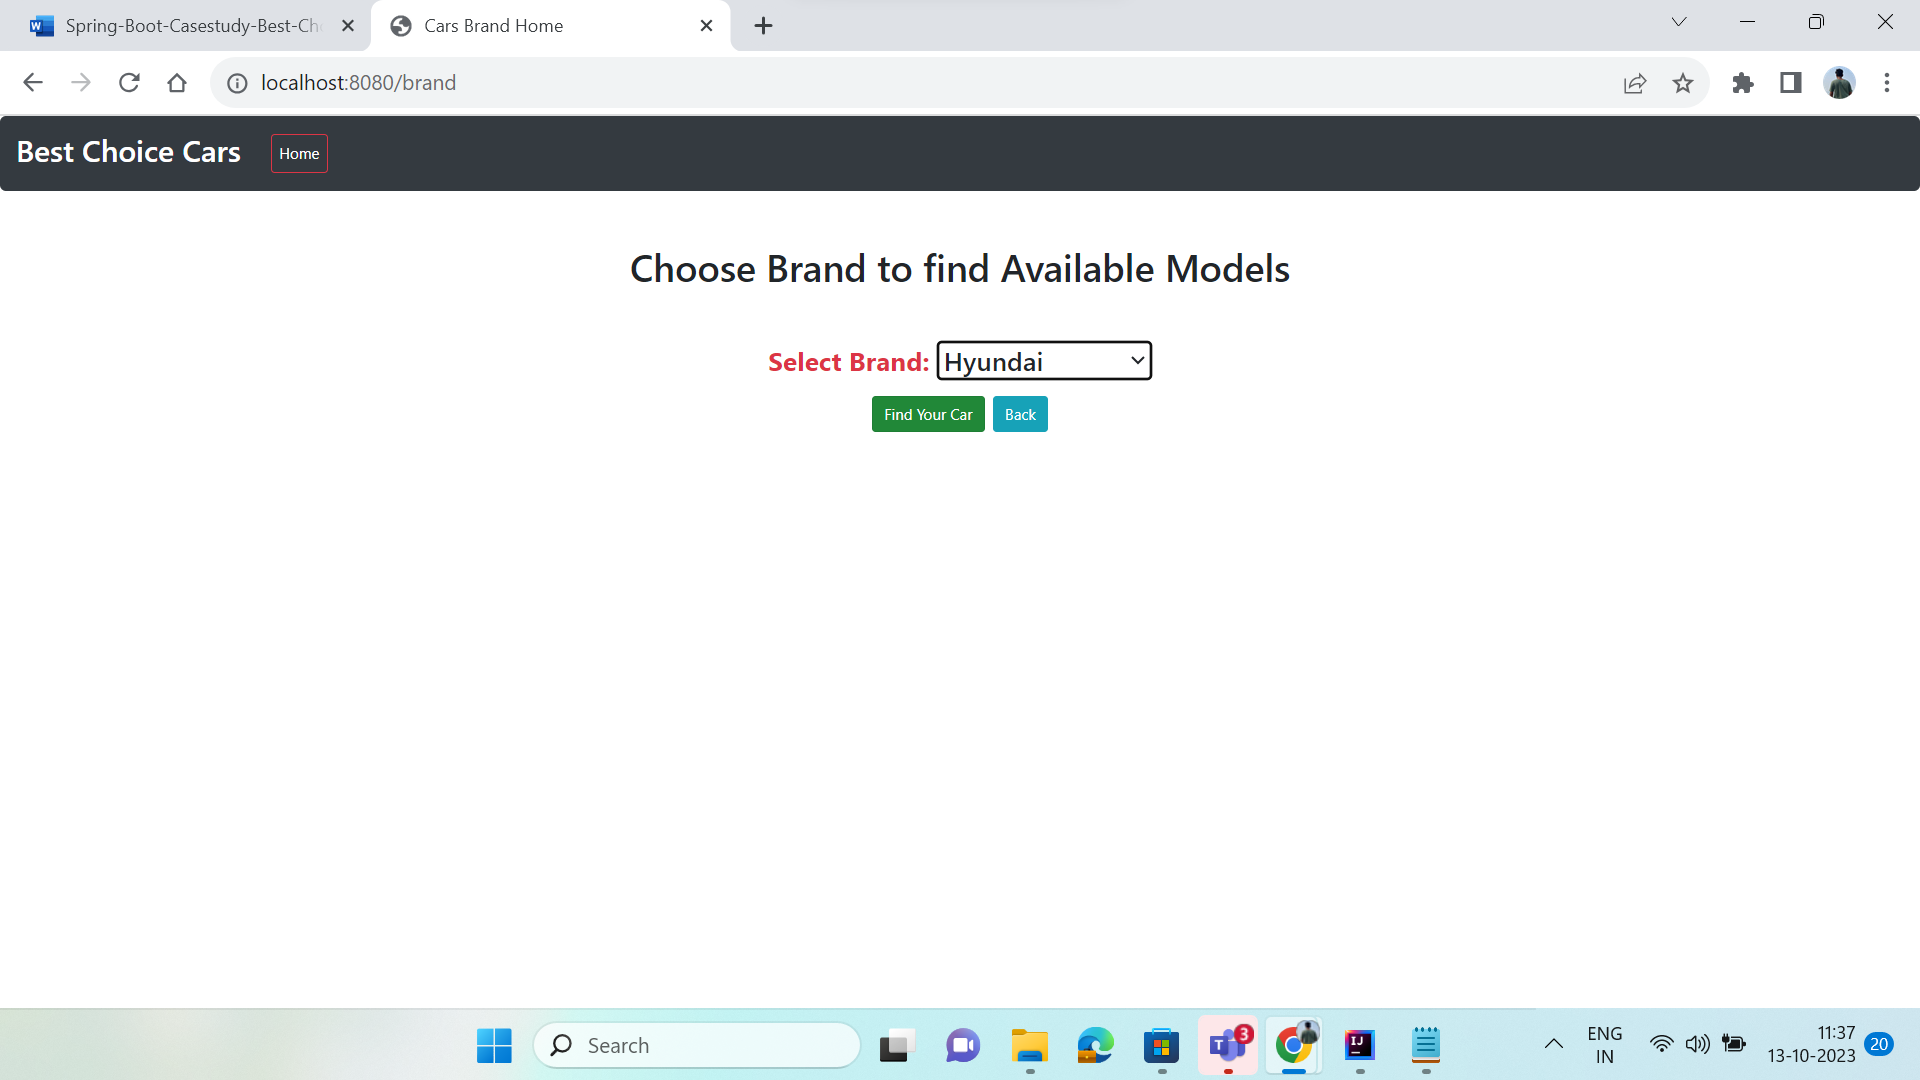 Spring-Boot-Casestudy-Best-Ch
Cars Brand Home
localhost:8080/brand
Best Choice Cars
Home
Choose Brand to find Available Models
Select Brand: Hyundai
Find Your Car
Back
Search
3
ENG
IN
11:37
13-10-2023
20